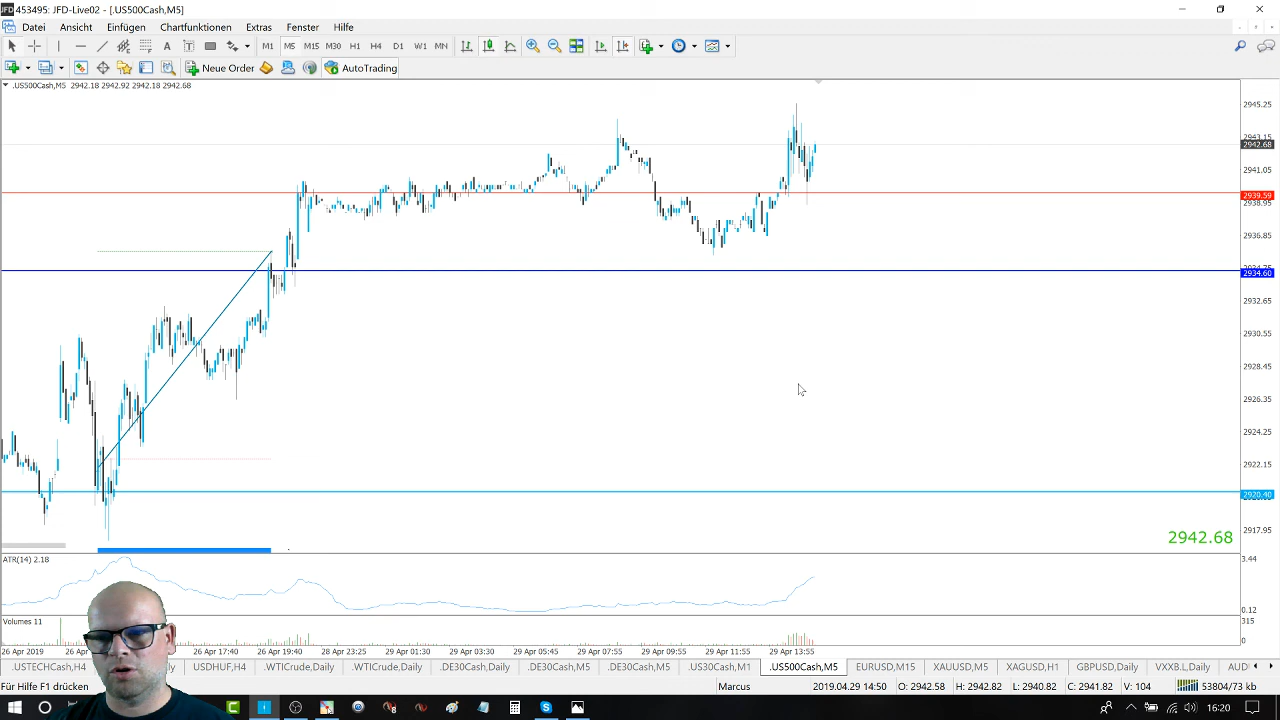 453495: JFD-Live02 - [.US500Cash,M5]
Datei Ansicht Einfügen Chartfunktionen Extras Fenster Hilfe
A T M1 M5 M15 M30 H1 H4 D1 W1 MN
Neue Order AutoTrading
.US500Cash,M5 2942.18 2942.92 2942.18 2942.68
2945.25
2943.15
2942.68
2941.05
2939.59
2938.95
2936.85
2934.60
2932.65
2930.55
2928.45
2926.35
2924.25
2922.15
2920.40
2917.95
2942.68
ATR(14) 2.18
3.44
0.12
Volumes 11
315
0
26 Apr 2019 26 Apr 26 Apr 17:40 26 Apr 19:40 28 Apr 23:25 29 Apr 01:30 29 Apr 03:30 29 Apr 05:45 29 Apr 07:55 29 Apr 09:55 29 Apr 11:55 29 Apr 13:55
.USTECHCash,H4 USDHUF,H4 .WTICrude,Daily .WTICrude,Daily .DE30Cash,Daily .DE30Cash,M5 .DE30Cash,M5 .US30Cash,M1 .US500Cash,M5 EURUSD,M15 XAUUSD,M5 XAGUSD,H1 GBPUSD,Daily VXXB.L,Daily AUD
Für Hilfe F1 drücken Marcus 2019.04.29 14:50 O: 2942.58 H: 2942.82 L: 2940.82 C: 2941.82 V: 104 53804/73 kb
16:20